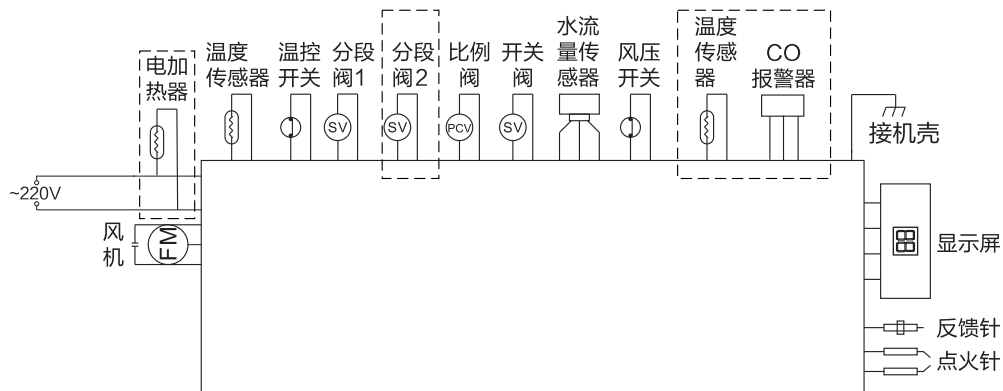 电加
热器
温度
传感器
温控
开关
分段
阀1
分段
阀2
比例
阀
开关
阀
水流
量传
感器
风压
开关
温度
传感
器
CO
报警器
接机壳
SV
SV
PCV
SV
~220V
风
机
FM
显示屏
反馈针
点火针